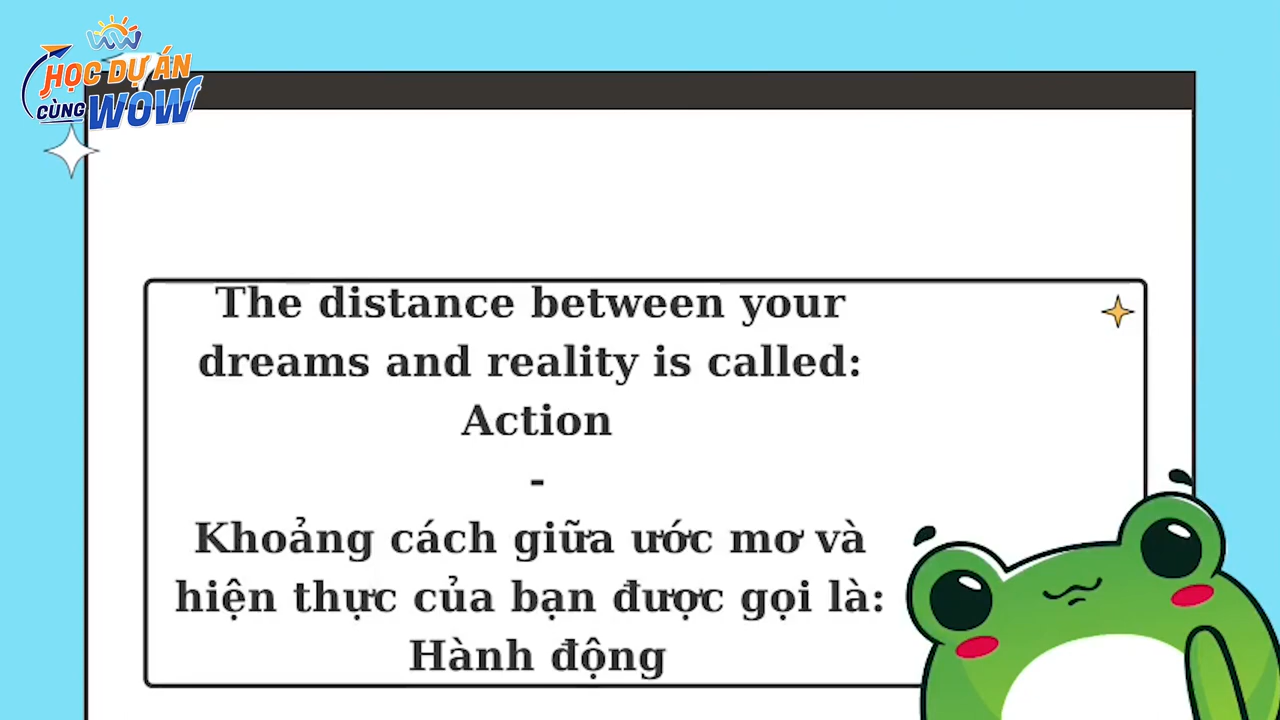 WOW
HỌC DỰ ÁN
CÙNG WOW
The distance between your
dreams and reality is called:
Action
-
Khoảng cách giữa ước mơ và
hiện thực của bạn được gọi là:
Hành động